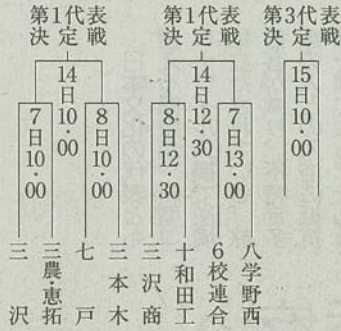 第1代表
決定戦
第1代表
決定戦
第3代表
決定戦
14日10・00
14日12・30
15日10・00
7日10・00
8日10・00
8日12・30
7日13・00
三沢
三農・恵拓
七戸
三本木
三沢商
十和田工
6校連合
八学野西